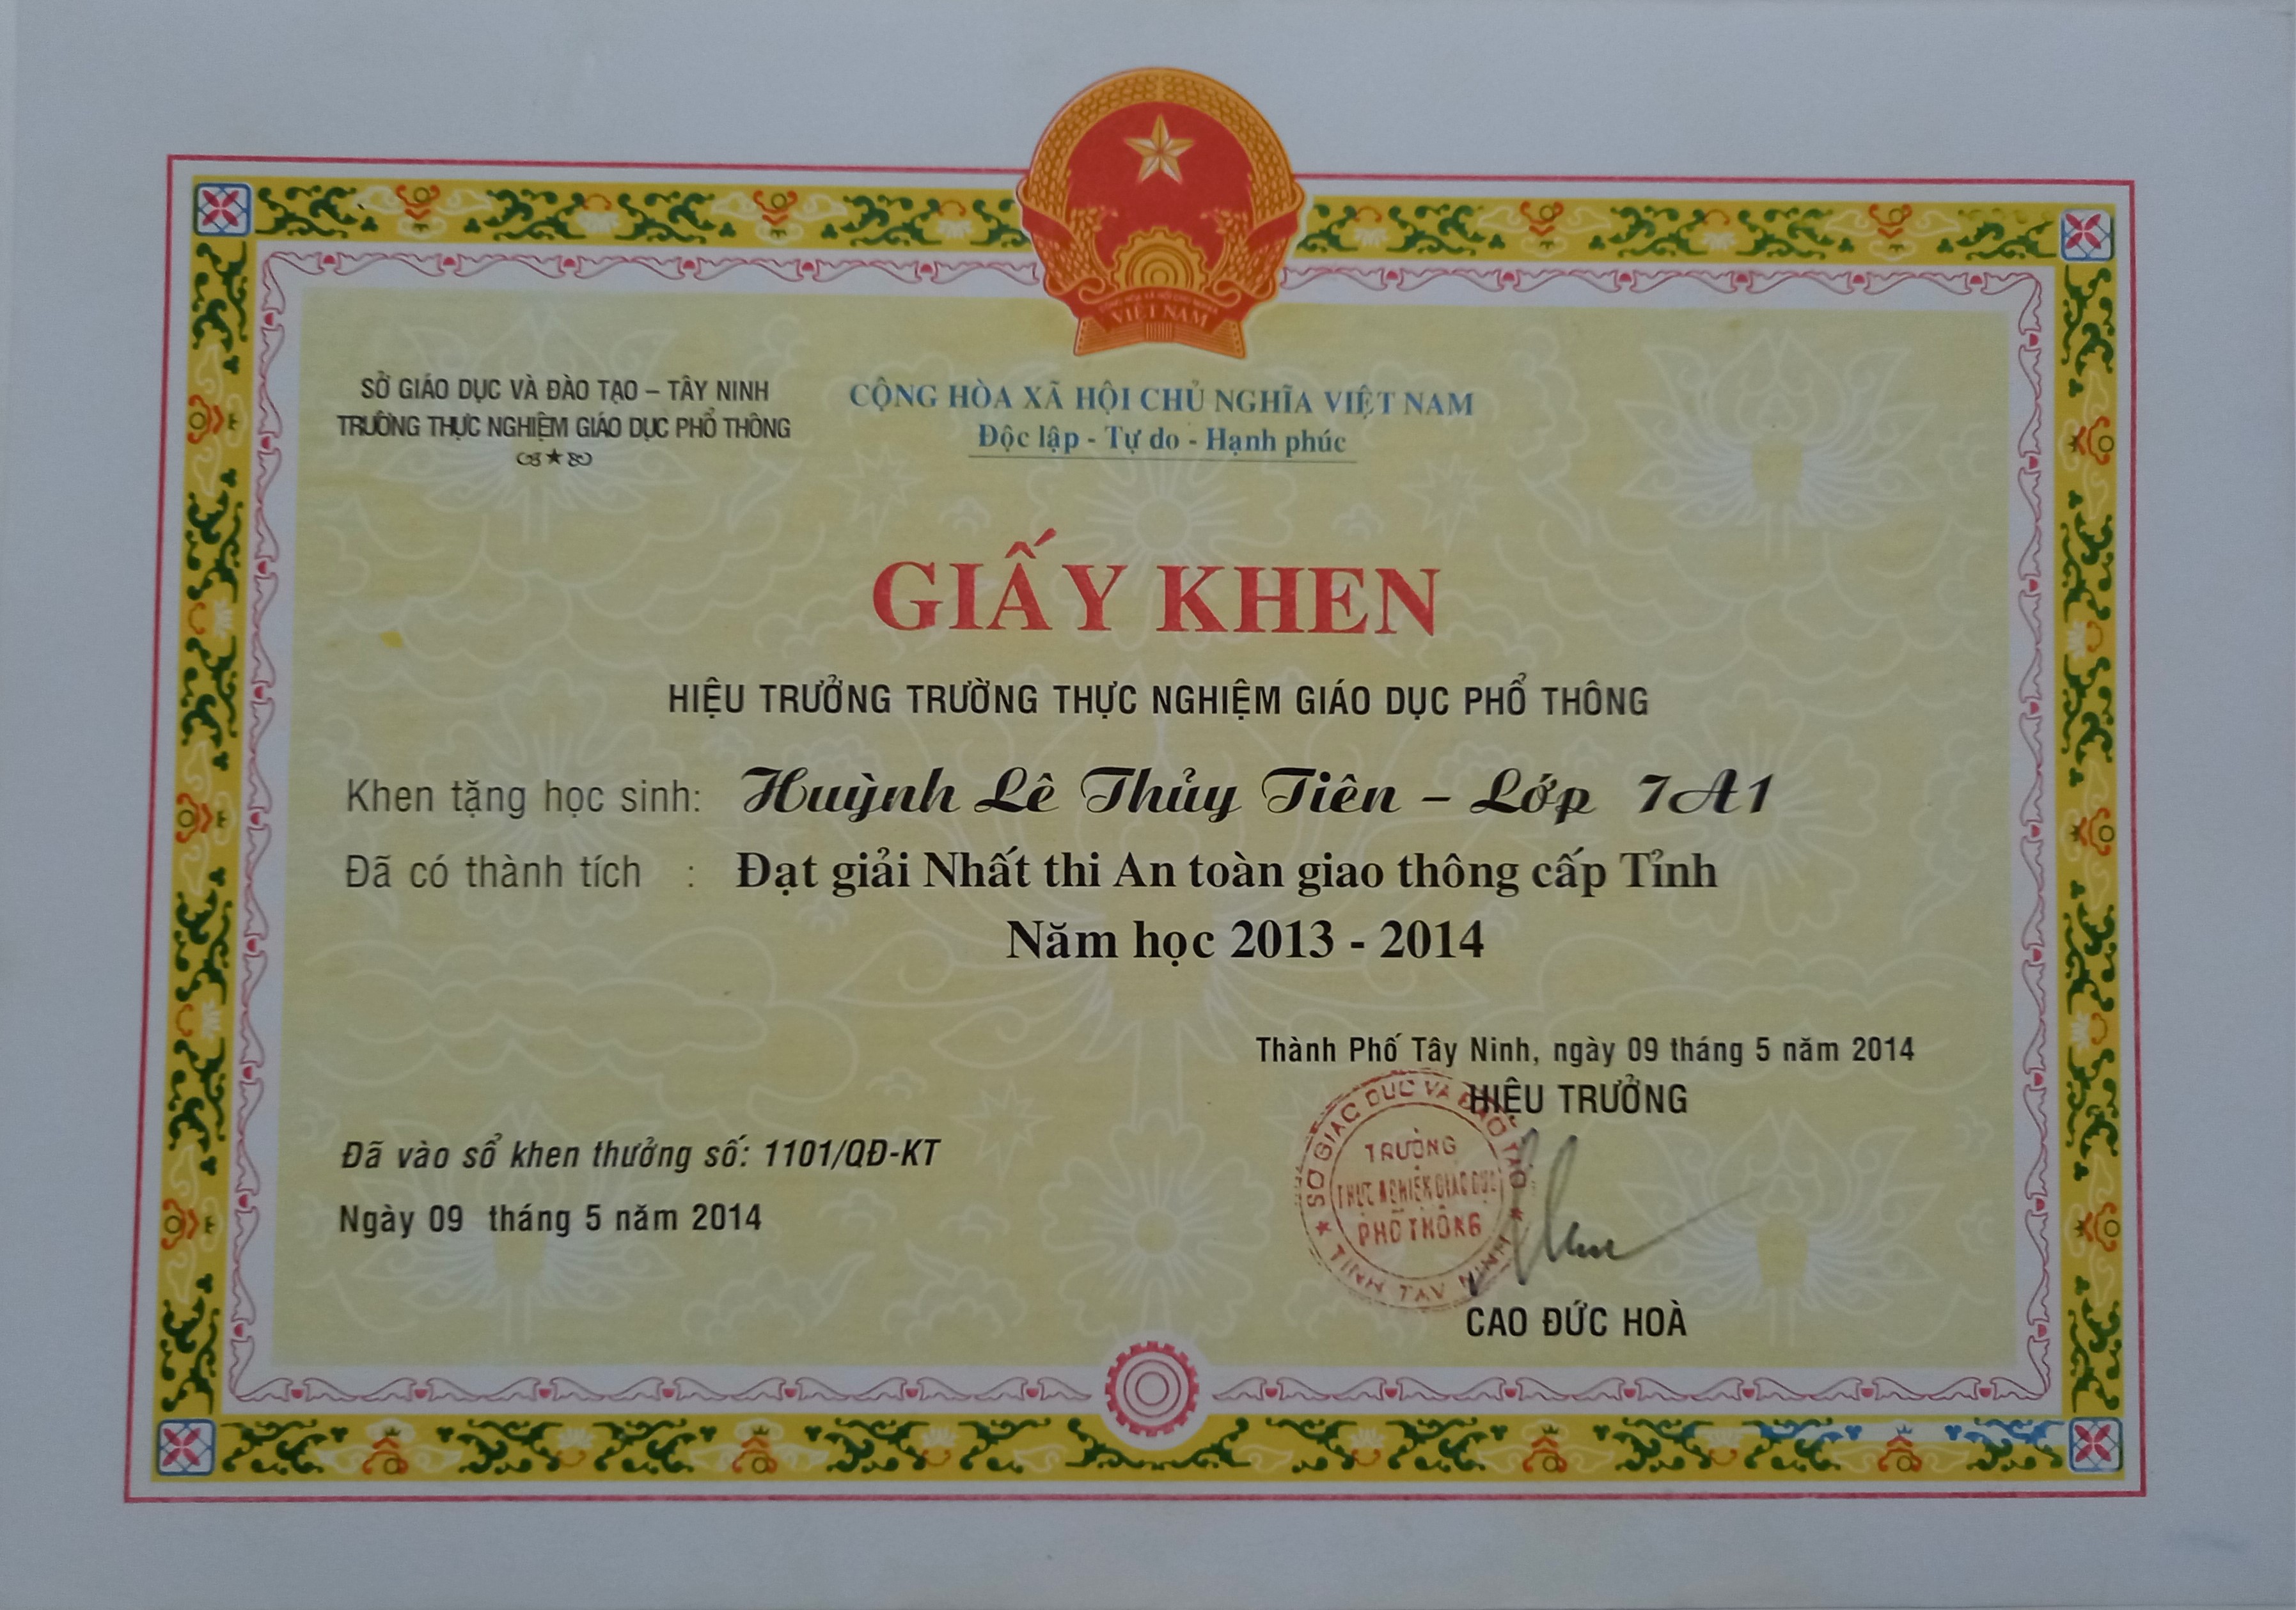 CỘNG HÒA XÃ HỘI CHỦ NGHĨA
VIỆT NAM
SỞ GIÁO DỤC VÀ ĐÀO TẠO – TÂY NINH
TRƯỜNG THỰC NGHIỆM GIÁO DỤC PHỔ THÔNG
CỘNG HÒA XÃ HỘI CHỦ NGHĨA VIỆT NAM
Độc lập - Tự do - Hạnh phúc
GIẤY KHEN
HIỆU TRƯỞNG TRƯỜNG THỰC NGHIỆM GIÁO DỤC PHỔ THÔNG
Khen tặng học sinh: Huỳnh Lê Thủy Tiên – Lớp 7A1
Đã có thành tích : Đạt giải Nhất thi An toàn giao thông cấp Tỉnh
Năm học 2013 - 2014
Thành Phố Tây Ninh, ngày 09 tháng 5 năm 2014
HIỆU TRƯỞNG
SỞ GIÁO DỤC VÀ ĐÀO TẠO
TRƯỜNG
THỰC NGHIỆM GIÁO DỤC
PHỔ THÔNG
★ TỈNH TÂY NINH ★
Đã vào sổ khen thưởng số: 1101/QĐ-KT
Ngày 09 tháng 5 năm 2014
CAO ĐỨC HOÀ